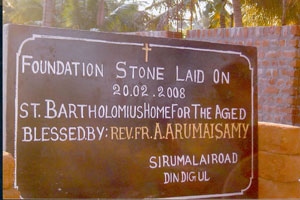 FOUNDATION STONE LAID ON
20.02.2008
ST. BARTHOLOMIUS HOME FOR THE AGED
BLESSED BY: REV. FR. A. ARUMAISAMY
SIRUMALAI ROAD
DINDIGUL